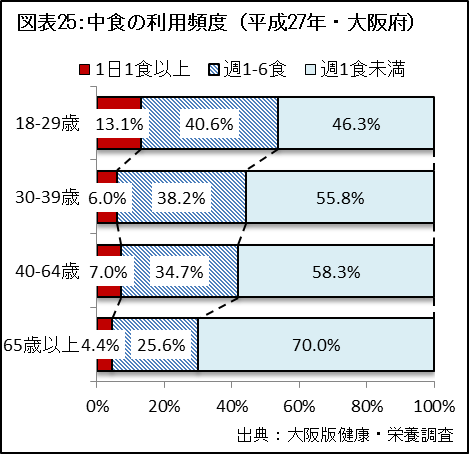 図表25:中食の利用頻度（平成27年・大阪府）
1日1食以上 週1-6食 週1食未満
18-29歳 13.1% 40.6% 46.3%
30-39歳 6.0% 38.2% 55.8%
40-64歳 7.0% 34.7% 58.3%
65歳以上 4.4% 25.6% 70.0%
0% 20% 40% 60% 80% 100%
出典：大阪版健康・栄養調査